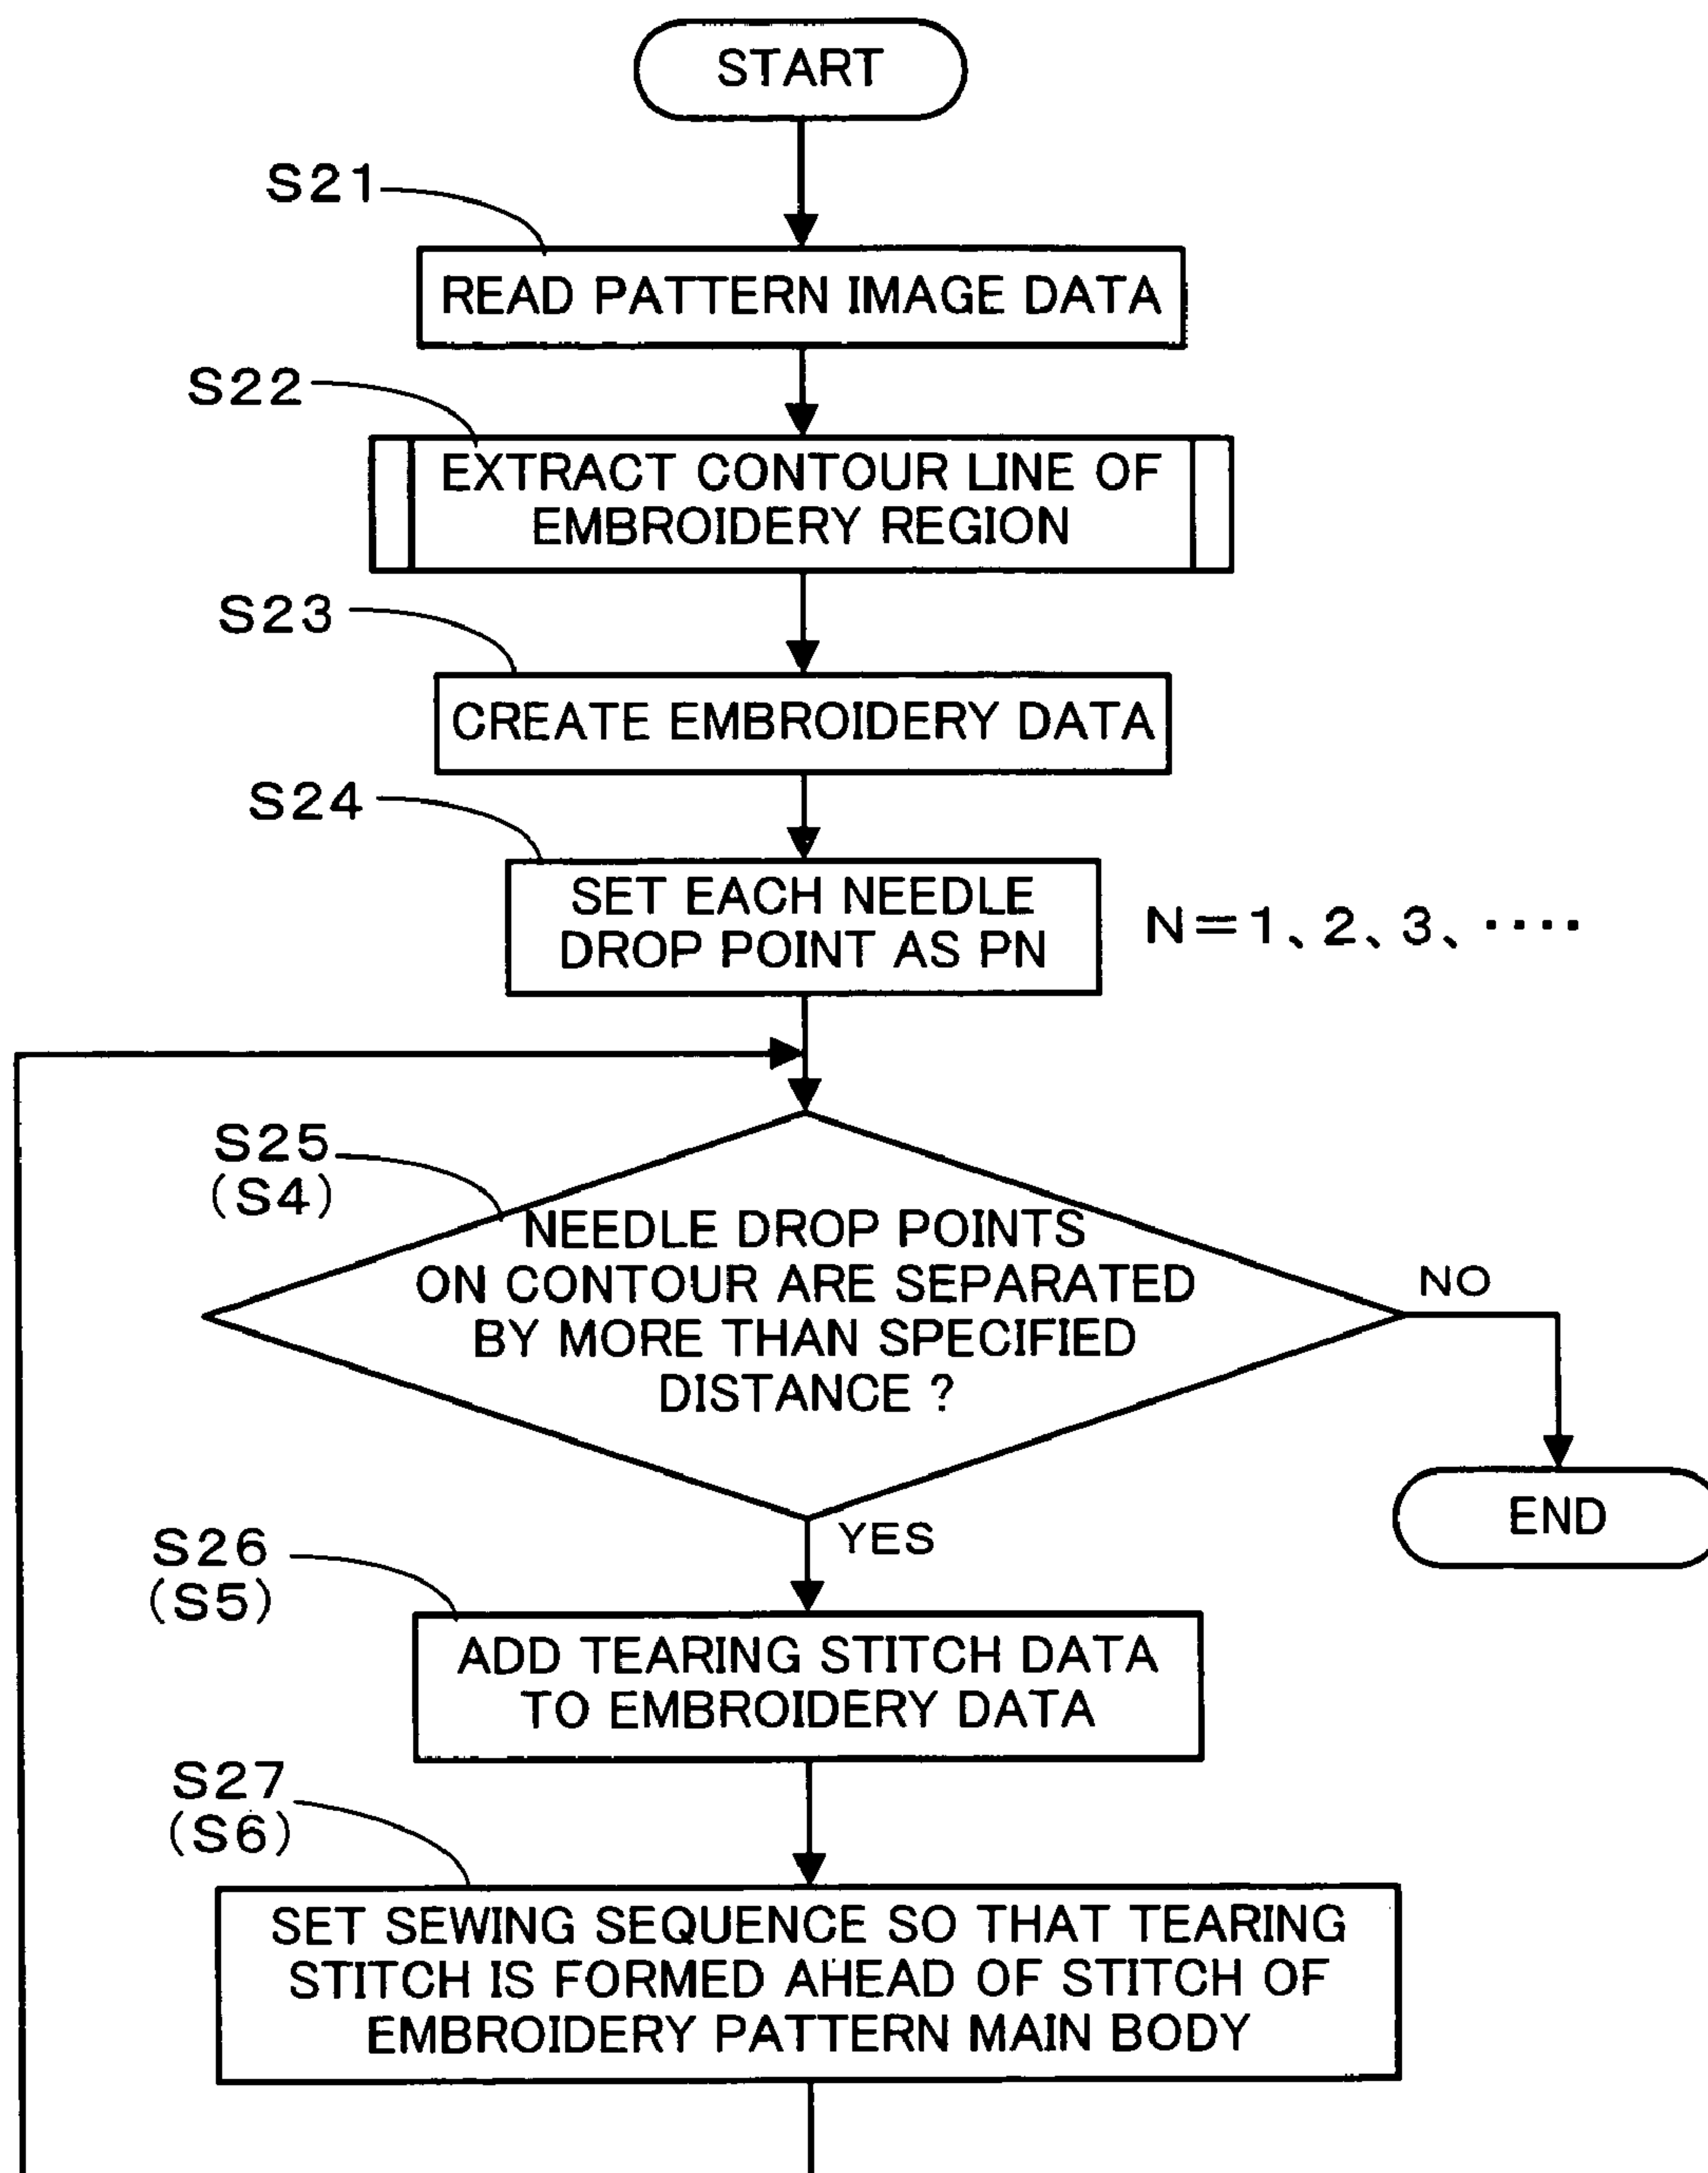 START
S21
READ PATTERN IMAGE DATA
S22
EXTRACT CONTOUR LINE OF
EMBROIDERY REGION
S23
CREATE EMBROIDERY DATA
S24
SET EACH NEEDLE
DROP POINT AS PN
N=1、2、3、····
S25
(S4)
NEEDLE DROP POINTS
ON CONTOUR ARE SEPARATED
BY MORE THAN SPECIFIED
DISTANCE ?
NO
END
YES
S26
(S5)
ADD TEARING STITCH DATA
TO EMBROIDERY DATA
S27
(S6)
SET SEWING SEQUENCE SO THAT TEARING
STITCH IS FORMED AHEAD OF STITCH OF
EMBROIDERY PATTERN MAIN BODY